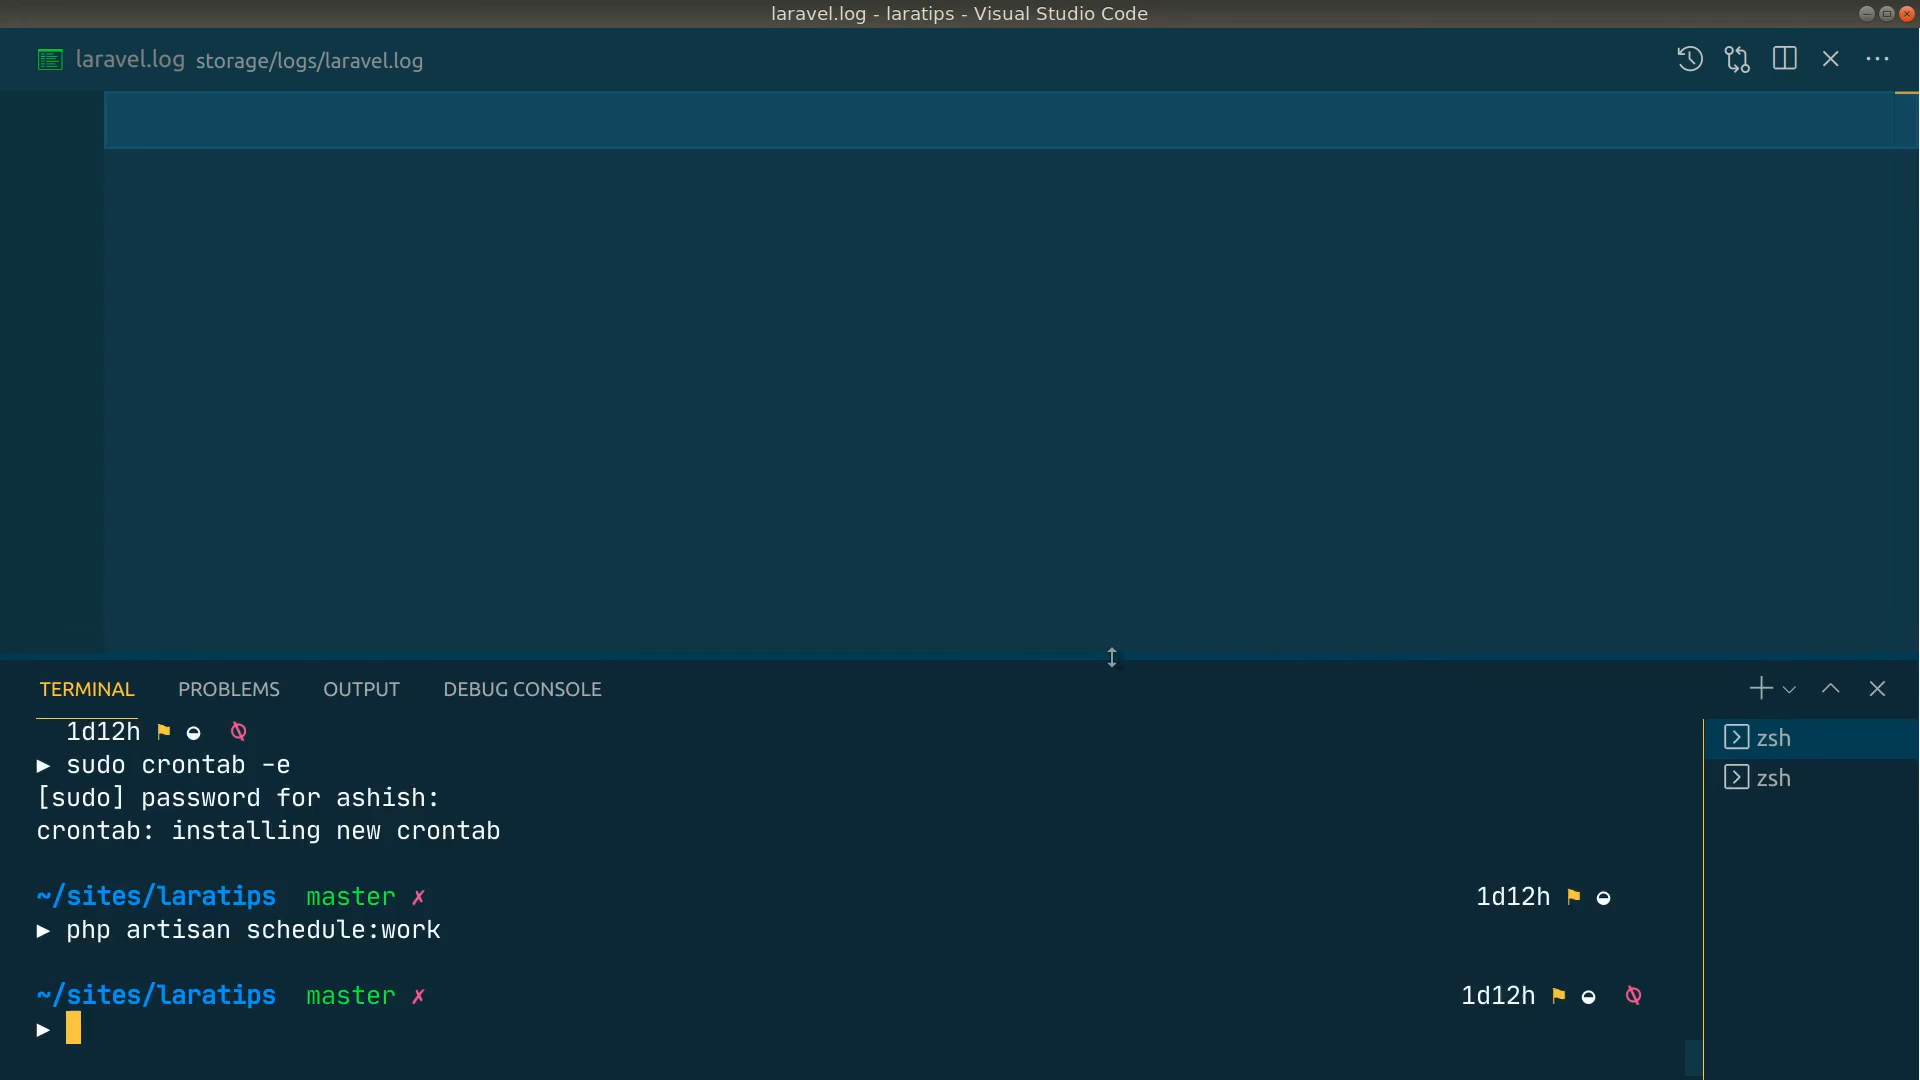 laravel.log - laratips - Visual Studio Code
laravel.log storage/logs/laravel.log
TERMINAL PROBLEMS OUTPUT DEBUG CONSOLE
1d12h
▶ sudo crontab -e
[sudo] password for ashish:
crontab: installing new crontab
~/sites/laratips master ✗ 1d12h
▶ php artisan schedule:work
~/sites/laratips master ✗ 1d12h
▶
zsh
zsh